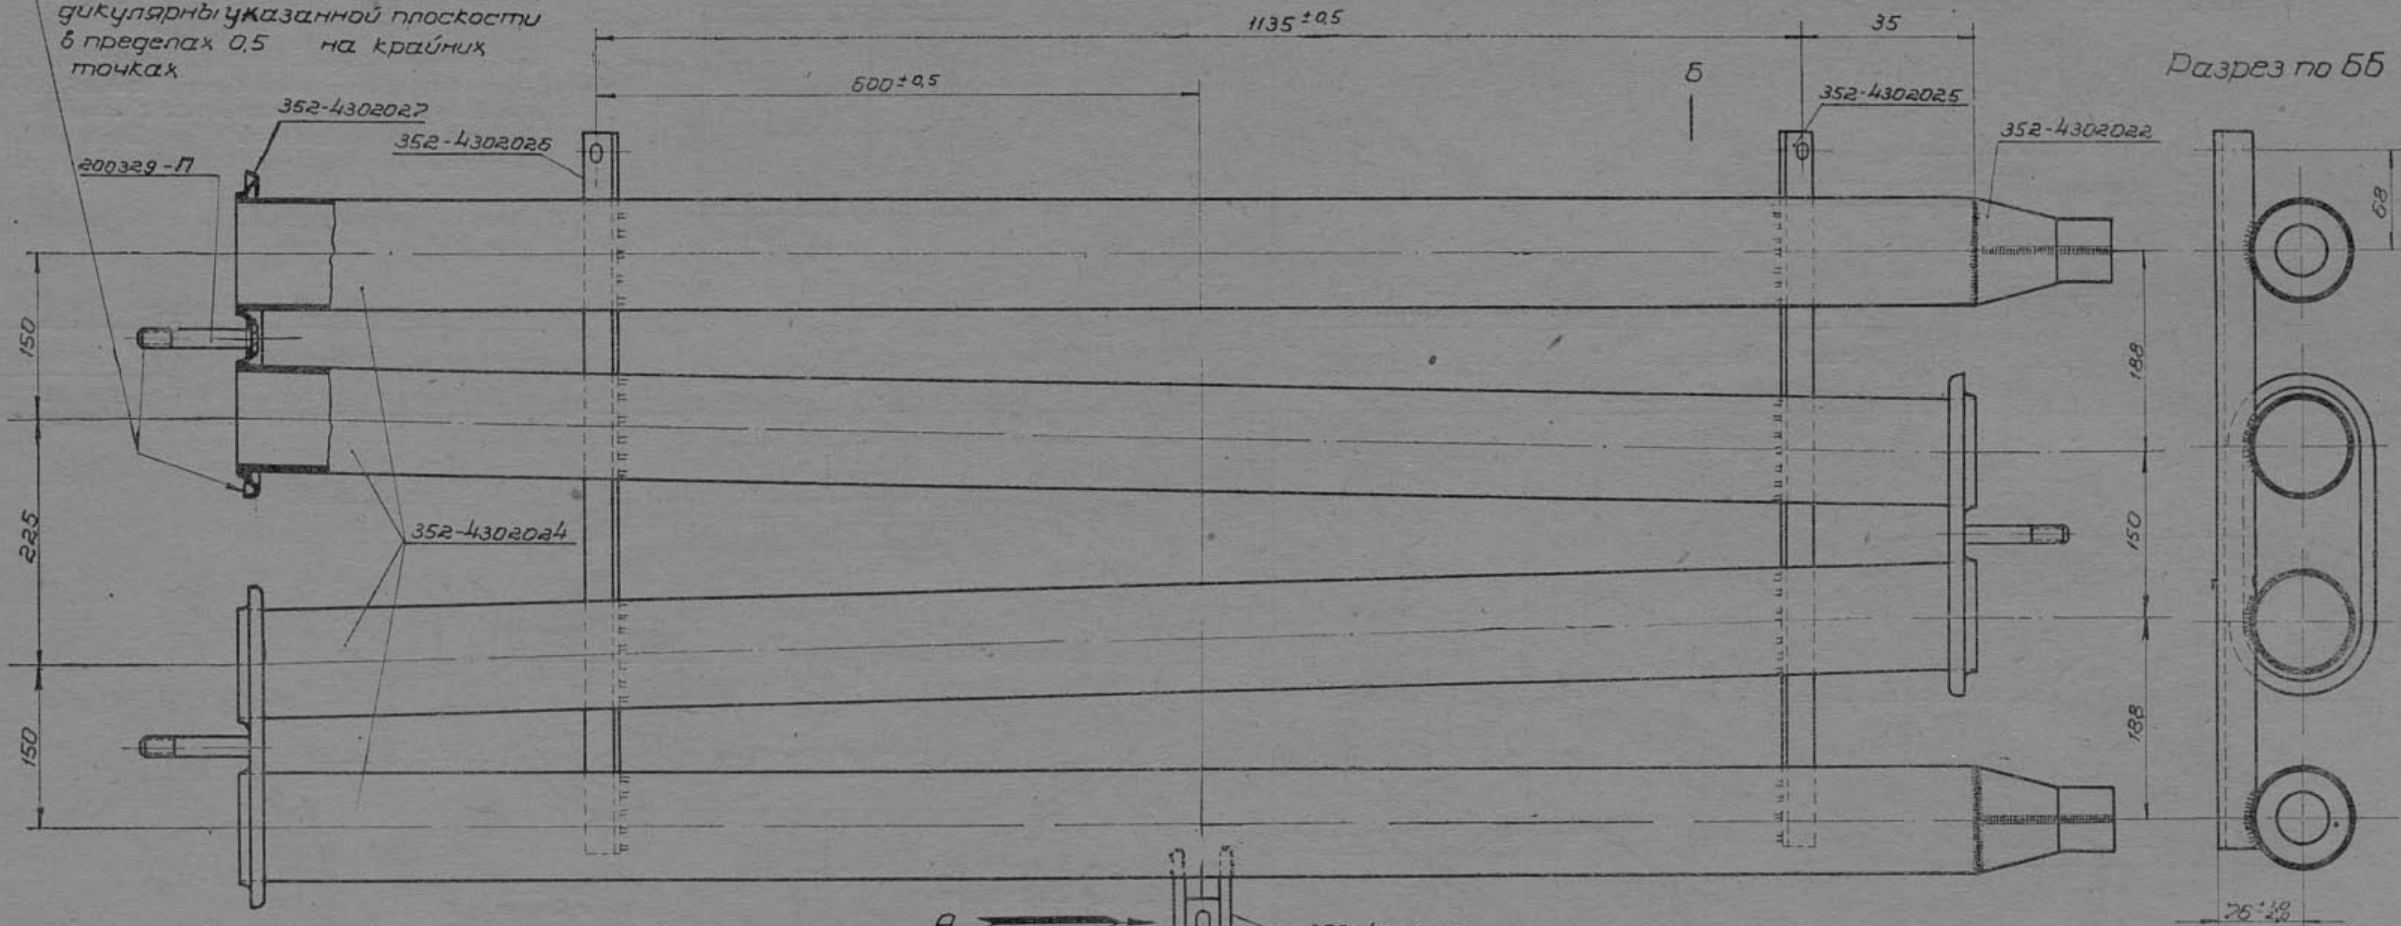 дикулярны указанной плоскости
в пределах 0,5 на крайних
точках
1135 ±0,5
35
600 ±0,5
Б
Разрез по ББ
352-4302027
352-4302026
352-4302025
352-4302022
200329-П
68
150
188
225
150
352-4302024
150
188